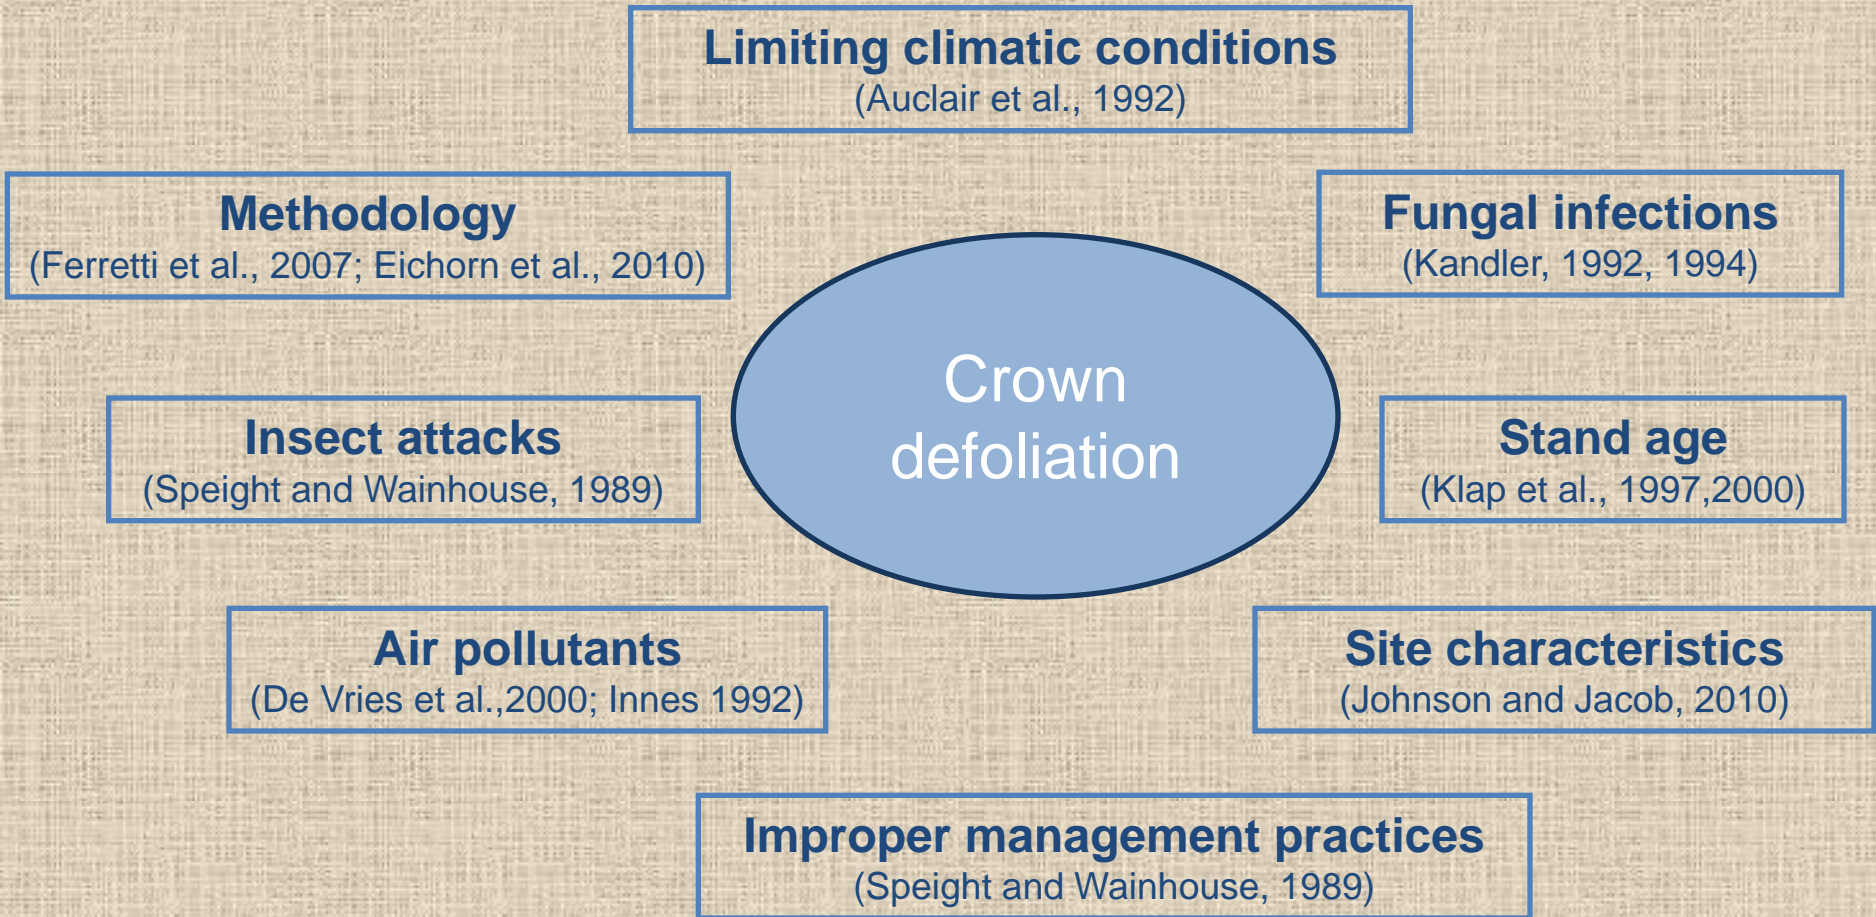 Limiting climatic conditions
(Auclair et al., 1992)
Methodology
(Ferretti et al., 2007; Eichorn et al., 2010)
Fungal infections
(Kandler, 1992, 1994)
Crown
defoliation
Insect attacks
(Speight and Wainhouse, 1989)
Stand age
(Klap et al., 1997,2000)
Air pollutants
(De Vries et al.,2000; Innes 1992)
Site characteristics
(Johnson and Jacob, 2010)
Improper management practices
(Speight and Wainhouse, 1989)